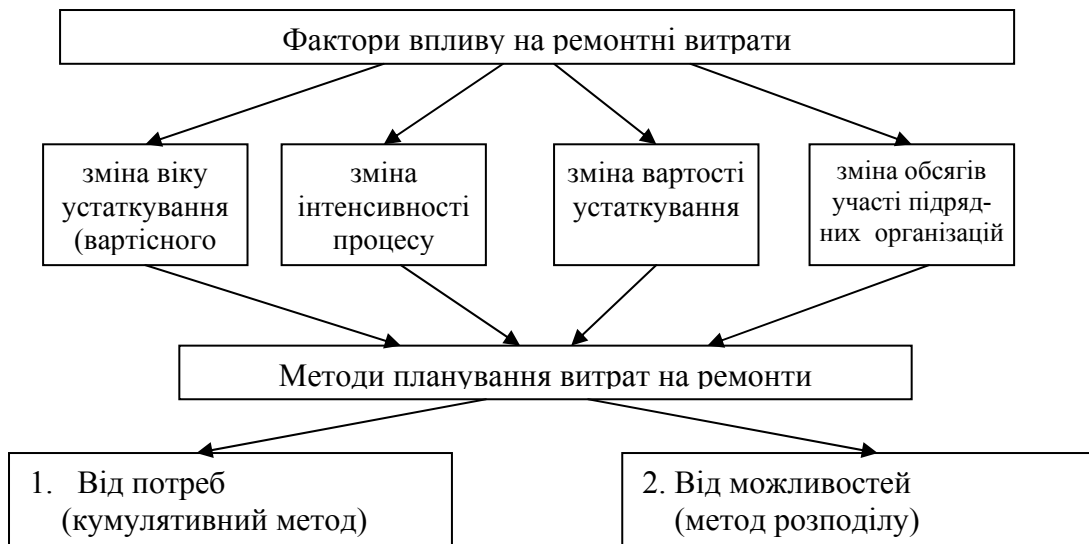 Фактори впливу на ремонтні витрати
зміна віку
устаткування
(вартісного
зміна
інтенсивності
процесу
зміна вартості
устаткування
зміна обсягів
участі підряд-
них організацій
Методи планування витрат на ремонти
1. Від потреб
(кумулятивний метод)
2. Від можливостей
(метод розподілу)